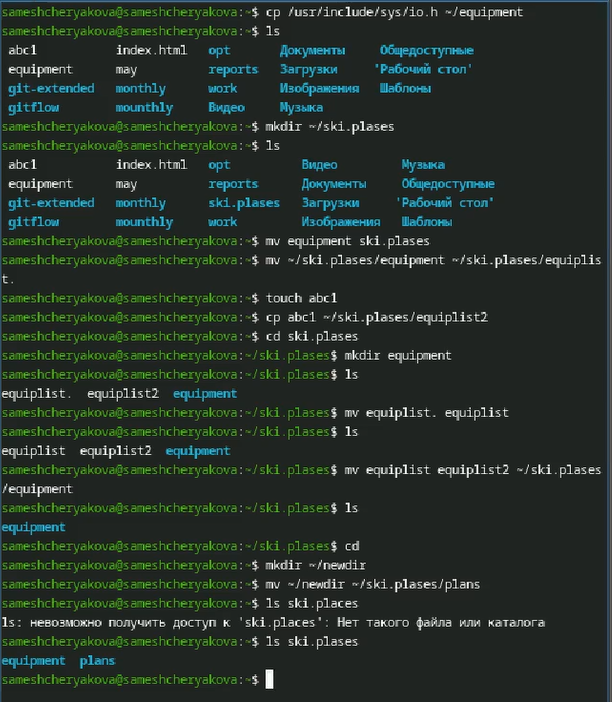 sameshcheryakova@sameshcheryakova:~$ cp /usr/include/sys/io.h ~/equipment
sameshcheryakova@sameshcheryakova:~$ ls
abc1 index.html opt Документы Общедоступные
equipment may reports Загрузки 'Рабочий стол'
git-extended monthly work Изображения Шаблоны
gitflow mounthly Видео Музыка
sameshcheryakova@sameshcheryakova:~$ mkdir ~/ski.plases
sameshcheryakova@sameshcheryakova:~$ ls
abc1 index.html opt Видео Музыка
equipment may reports Документы Общедоступные
git-extended monthly ski.plases Загрузки 'Рабочий стол'
gitflow mounthly work Изображения Шаблоны
sameshcheryakova@sameshcheryakova:~$ mv equipment ski.plases
sameshcheryakova@sameshcheryakova:~$ mv ~/ski.plases/equipment ~/ski.plases/equiplis
t.
sameshcheryakova@sameshcheryakova:~$ touch abc1
sameshcheryakova@sameshcheryakova:~$ cp abc1 ~/ski.plases/equiplist2
sameshcheryakova@sameshcheryakova:~$ cd ski.plases
sameshcheryakova@sameshcheryakova:~/ski.plases$ mkdir equipment
sameshcheryakova@sameshcheryakova:~/ski.plases$ ls
equiplist. equiplist2 equipment
sameshcheryakova@sameshcheryakova:~/ski.plases$ mv equiplist. equiplist
sameshcheryakova@sameshcheryakova:~/ski.plases$ ls
equiplist equiplist2 equipment
sameshcheryakova@sameshcheryakova:~/ski.plases$ mv equiplist equiplist2 ~/ski.plases
/equipment
sameshcheryakova@sameshcheryakova:~/ski.plases$ ls
equipment
sameshcheryakova@sameshcheryakova:~/ski.plases$ cd
sameshcheryakova@sameshcheryakova:~$ mkdir ~/newdir
sameshcheryakova@sameshcheryakova:~$ mv ~/newdir ~/ski.plases/plans
sameshcheryakova@sameshcheryakova:~$ ls ski.places
ls: невозможно получить доступ к 'ski.places': Нет такого файла или каталога
sameshcheryakova@sameshcheryakova:~$ ls ski.plases
equipment plans
sameshcheryakova@sameshcheryakova:~$